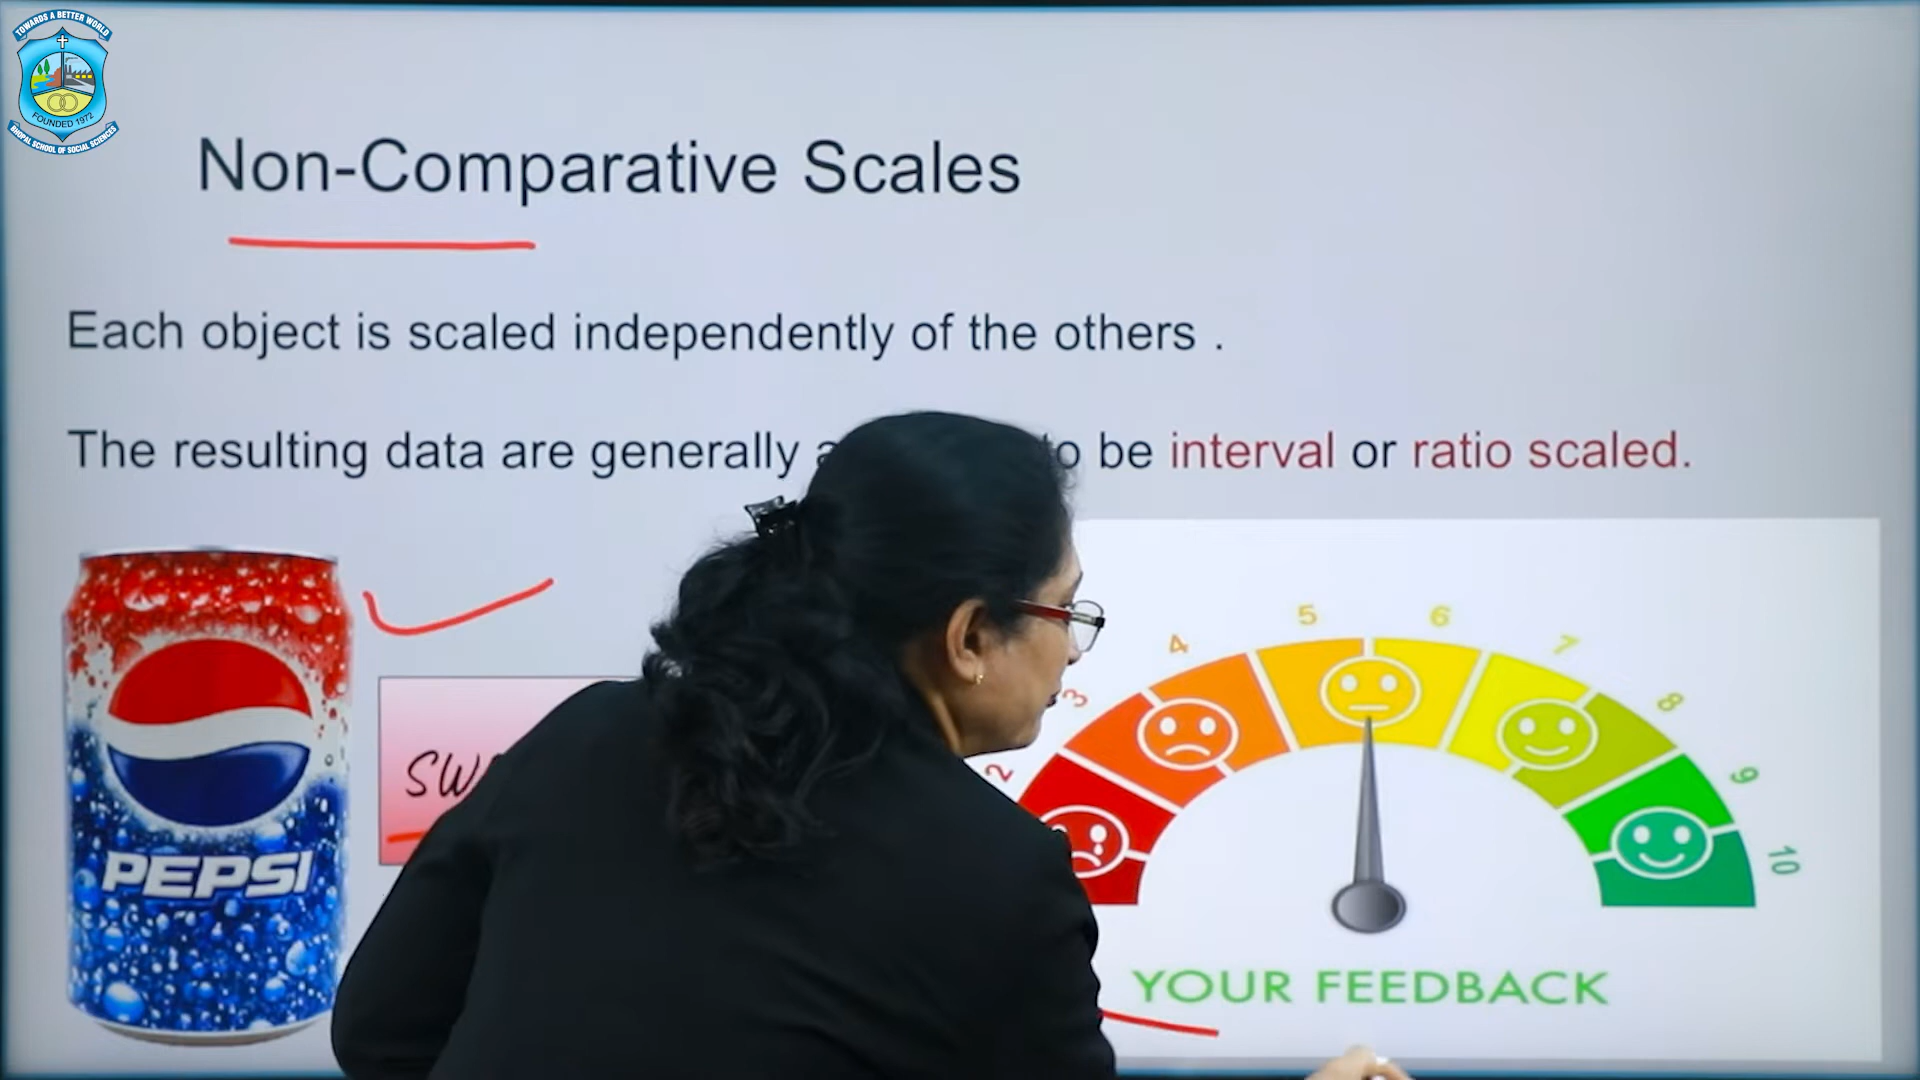 TOWARDS A BETTER WORLD
FOUNDED 1972
BHOPAL SCHOOL OF SOCIAL SCIENCES
Non-Comparative Scales
Each object is scaled independently of the others .
The resulting data are generally to be interval or ratio scaled.
PEPSI
2
3
4
5
6
7
8
9
10
YOUR FEEDBACK